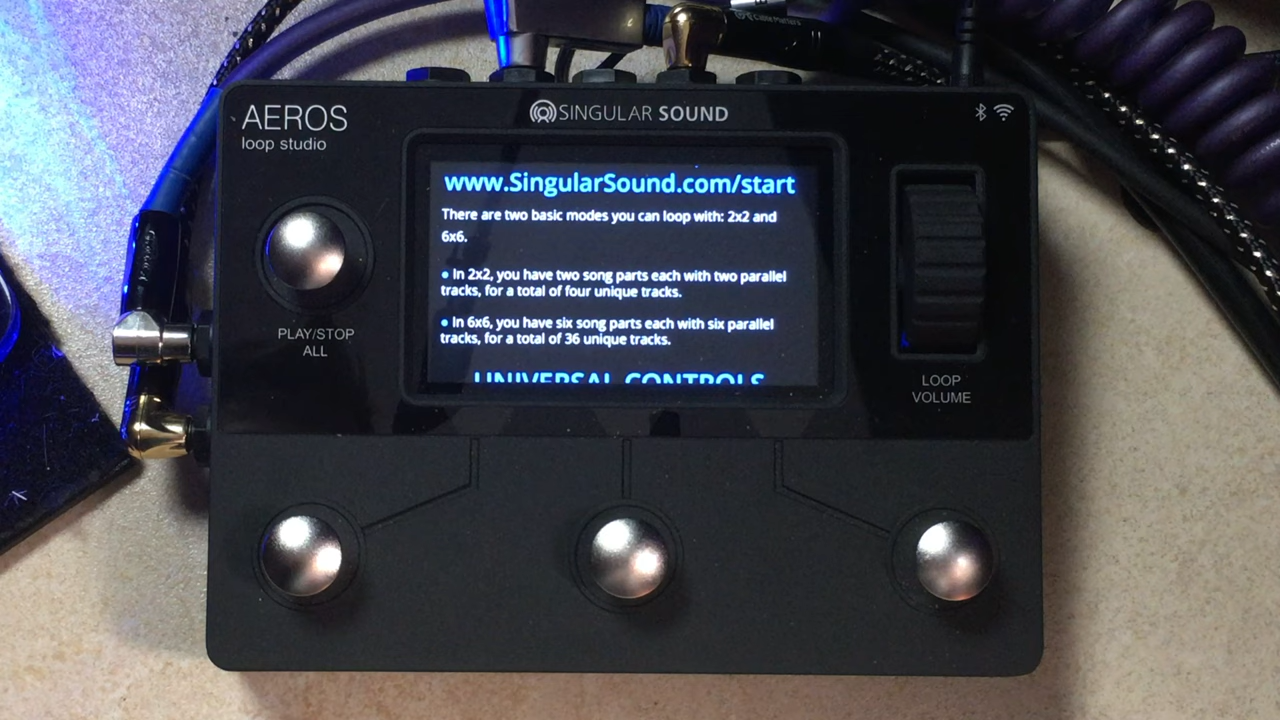 AEROS
loop studio
SINGULAR SOUND
www.SingularSound.com/start
There are two basic modes you can loop with: 2x2 and
6x6.
• In 2x2, you have two song parts each with two parallel
tracks, for a total of four unique tracks.
• In 6x6, you have six song parts each with six parallel
tracks, for a total of 36 unique tracks.
UNIVERSAL CONTROLS
PLAY/STOP
ALL
LOOP
VOLUME